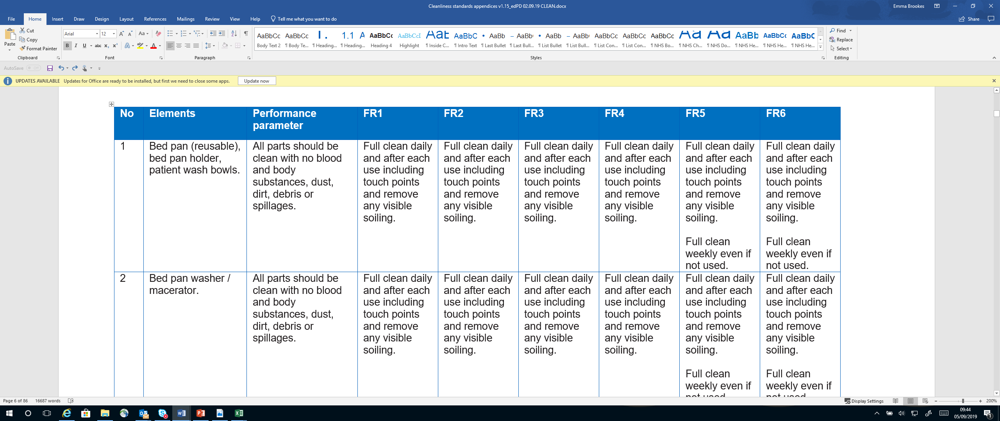 Cleanliness standards appendices v1.15_edPD 02.09.19 CLEAN.docx
Emma Brookes
File Home Insert Draw Design Layout References Mailings Review View Help Tell me what you want to do
Share
Paste
Cut
Copy
Format Painter
Clipboard
Arial 12
Font
Paragraph
AaBbCc AaBbCc 1. 1.1 A AaBbCc AaBbCcI AaB AaBbC • AaBb – AaBb • AaBb – AaBb AaBbCc AaBbCc AaBbCc Aa Aa AaBb AaBbCc AaBbC
Body Text 2 ¶ Body Te... ¶ Heading... ¶ Heading... Heading 4 Highlight ¶ Inside C... ¶ Intro Text ¶ Last Bullet ¶ Last Bull... ¶ List Bullet ¶ List Bull... ¶ List Con... ¶ List Con... ¶ NHS Bo... ¶ NHS Ch... ¶ NHS Do... ¶ NHS He... ¶ NHS He... ¶ NHS He...
Styles
Find
Replace
Select
Editing
AutoSave Off
UPDATES AVAILABLE Updates for Office are ready to be installed, but first we need to close some apps. Update now
No Elements Performance parameter FR1 FR2 FR3 FR4 FR5 FR6
1
Bed pan (reusable),
bed pan holder,
patient wash bowls.
All parts should be
clean with no blood
and body
substances, dust,
dirt, debris or
spillages.
Full clean daily
and after each
use including
touch points
and remove
any visible
soiling.
Full clean daily
and after each
use including
touch points
and remove
any visible
soiling.
Full clean daily
and after each
use including
touch points
and remove
any visible
soiling.
Full clean daily
and after each
use including
touch points
and remove
any visible
soiling.
Full clean daily
and after each
use including
touch points
and remove
any visible
soiling.
Full clean
weekly even if
not used.
Full clean daily
and after each
use including
touch points
and remove
any visible
soiling.
Full clean
weekly even if
not used.
2
Bed pan washer /
macerator.
All parts should be
clean with no blood
and body
substances, dust,
dirt, debris or
spillages.
Full clean daily
and after each
use including
touch points
and remove
any visible
soiling.
Full clean daily
and after each
use including
touch points
and remove
any visible
soiling.
Full clean daily
and after each
use including
touch points
and remove
any visible
soiling.
Full clean daily
and after each
use including
touch points
and remove
any visible
soiling.
Full clean daily
and after each
use including
touch points
and remove
any visible
soiling.
Full clean
weekly even if
not used
Full clean daily
and after each
use including
touch points
and remove
any visible
soiling.
Full clean
weekly even if
not used
Page 6 of 86 16687 words
Display Settings
200%
09:44
05/09/2019